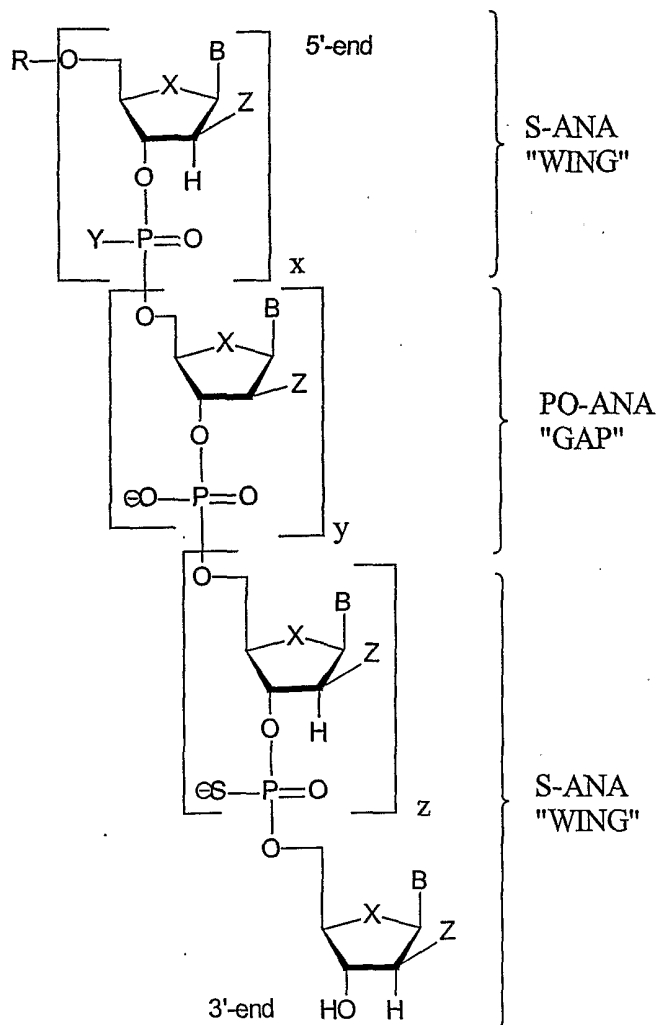 5'-end
R-O
B
X
Z
O
H
Y-P=O
x
S-ANA
"WING"
O
B
X
Z
O
⊖O-P=O
y
PO-ANA
"GAP"
O
B
X
Z
O
H
⊖S-P=O
z
S-ANA
"WING"
O
B
X
Z
3'-end HO H